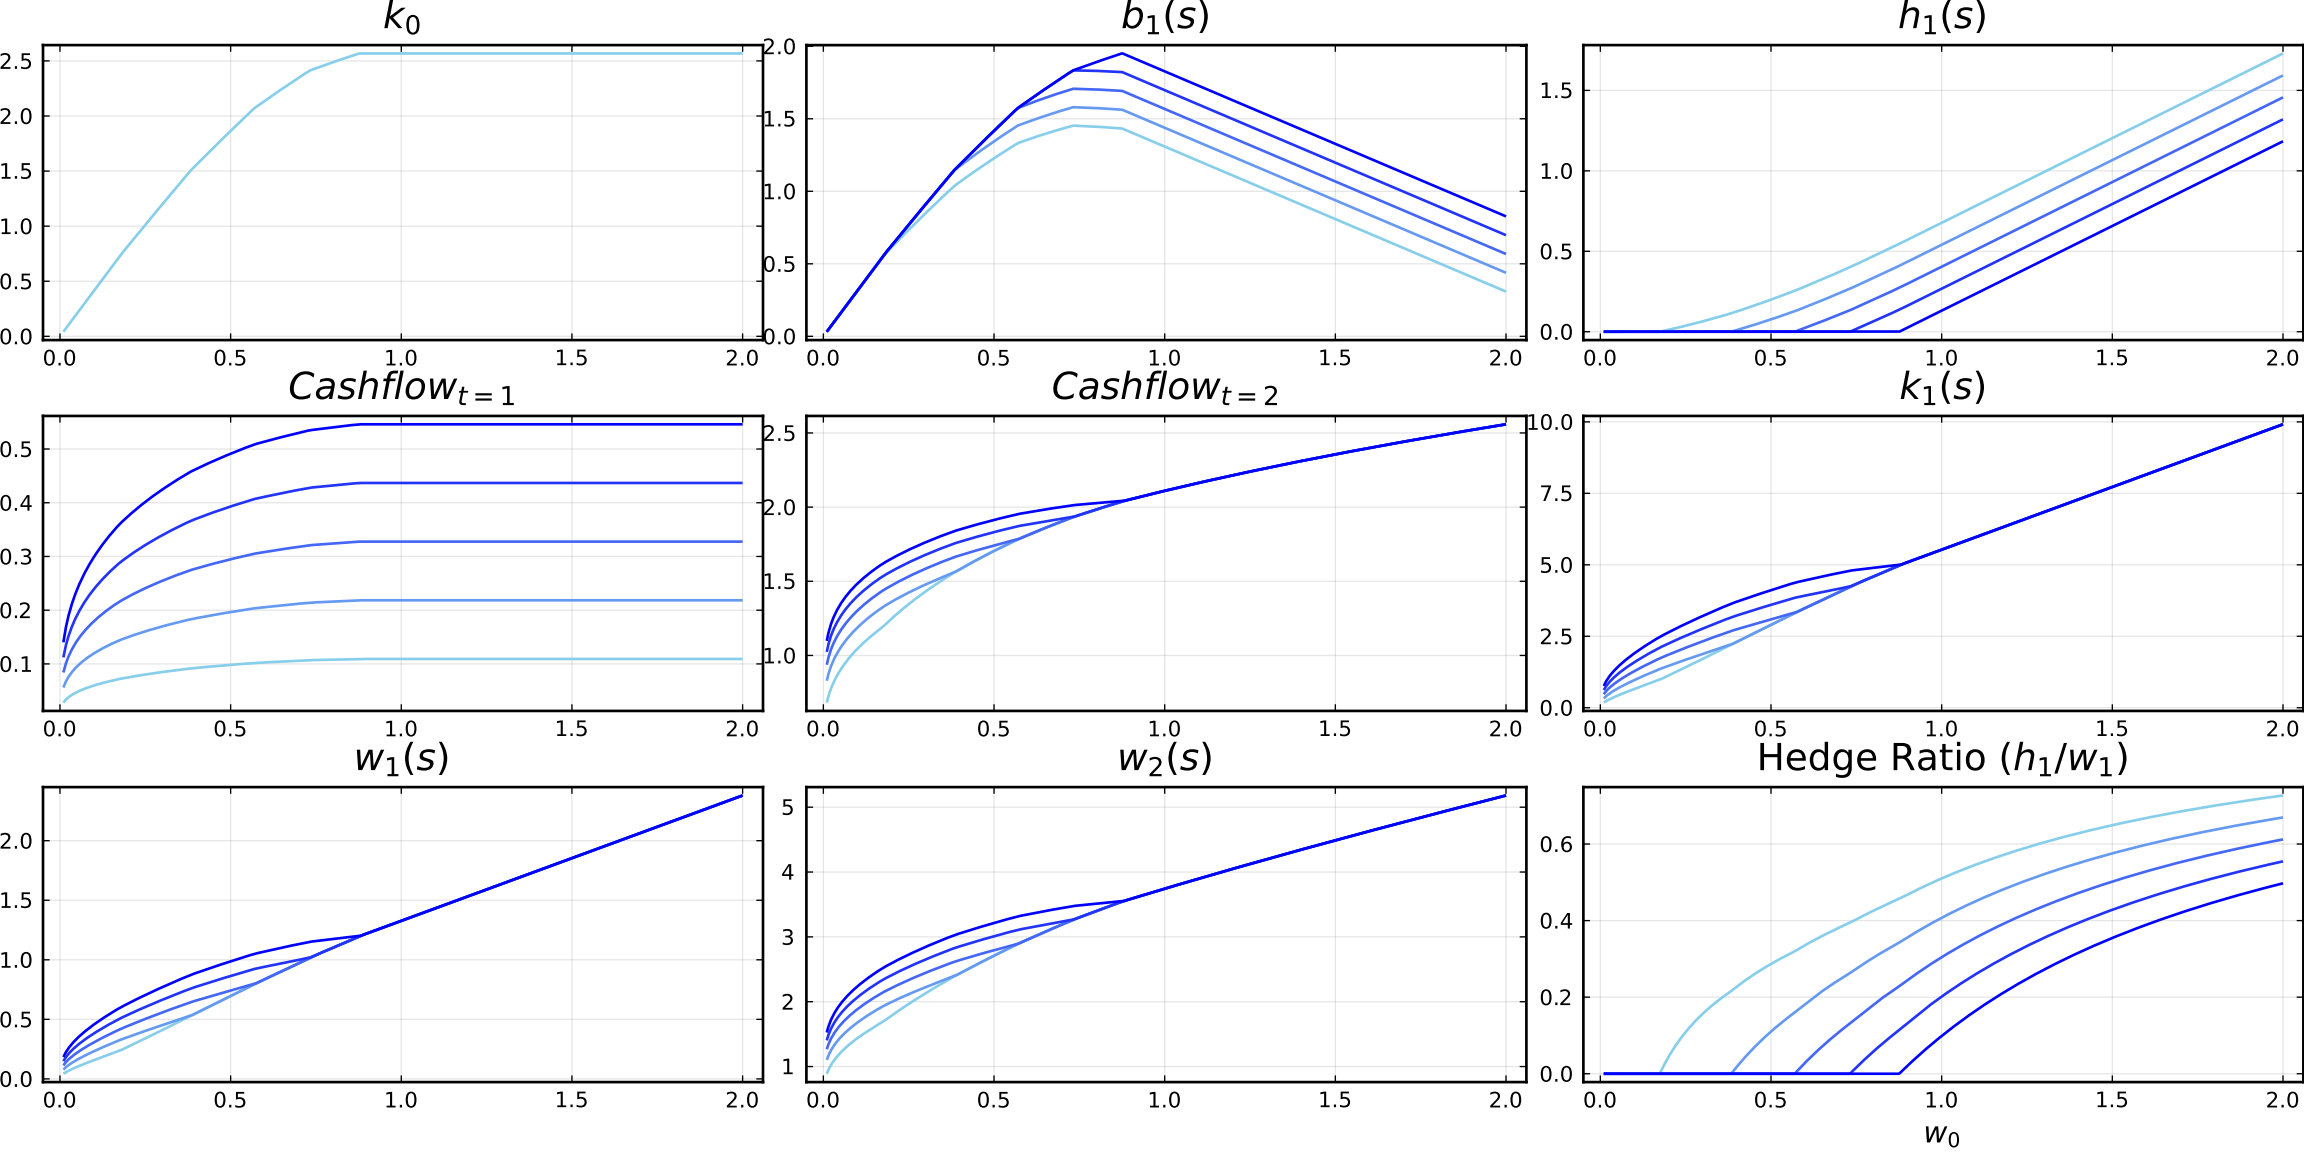 k₀ b₁(s) h₁(s)
2.5 2.0 1.5 1.0 0.5 0.0
0.0 0.5 1.0 1.5 2.0
2.0 1.5 1.0 0.5 0.0
0.0 0.5 1.0 1.5 2.0
1.5 1.0 0.5 0.0
0.0 0.5 1.0 1.5 2.0
Cashflowₜ₌₁ Cashflowₜ₌₂ k₁(s)
0.5 0.4 0.3 0.2 0.1
0.0 0.5 1.0 1.5 2.0
2.5 2.0 1.5 1.0
0.0 0.5 1.0 1.5 2.0
10.0 7.5 5.0 2.5 0.0
0.0 0.5 1.0 1.5 2.0
w₁(s) w₂(s) Hedge Ratio (h₁/w₁)
2.0 1.5 1.0 0.5 0.0
0.0 0.5 1.0 1.5 2.0
5 4 3 2 1
0.0 0.5 1.0 1.5 2.0
0.6 0.4 0.2 0.0
0.0 0.5 1.0 1.5 2.0
w₀